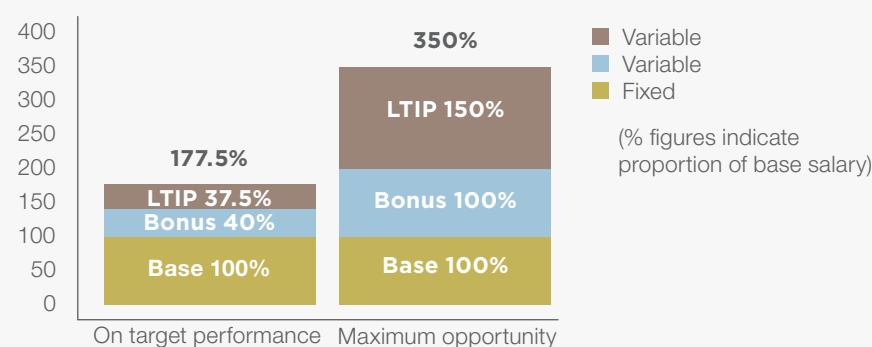 400
350
300
250
200
150
100
50
0
177.5%
LTIP 37.5%
Bonus 40%
Base 100%
On target performance
350%
LTIP 150%
Bonus 100%
Base 100%
Maximum opportunity
Variable
Variable
Fixed
(% figures indicate
proportion of base salary)